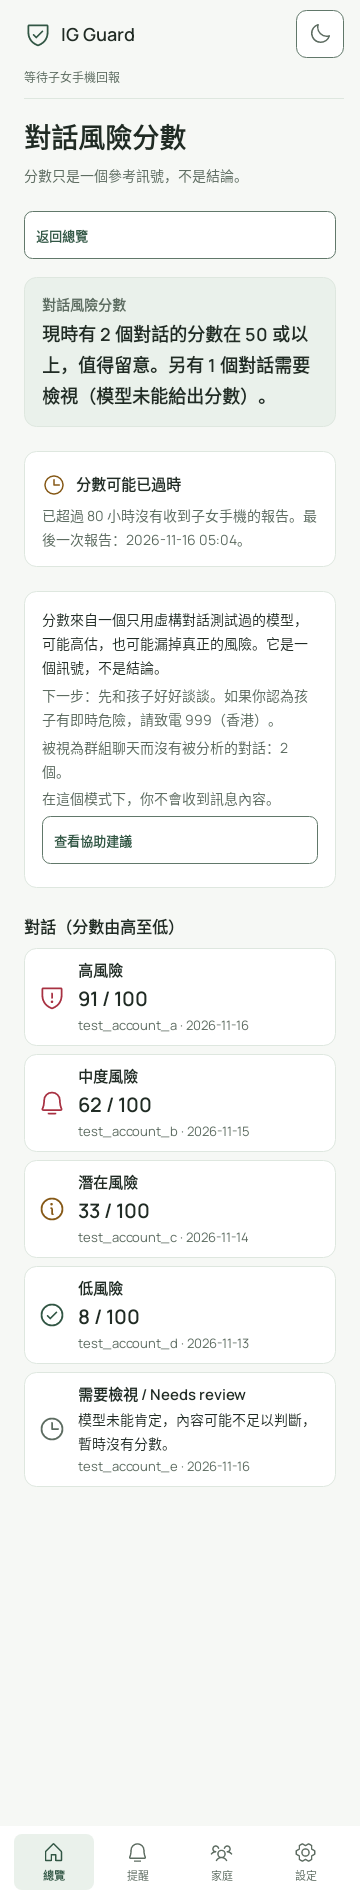 IG Guard
等待子女手機回報
對話風險分數
分數只是一個參考訊號，不是結論。
返回總覽
對話風險分數
現時有 2 個對話的分數在 50 或以
上，值得留意。另有 1 個對話需要
檢視（模型未能給出分數）。
分數可能已過時
已超過 80 小時沒有收到子女手機的報告。最
後一次報告：2026-11-16 05:04。
分數來自一個只用虛構對話測試過的模型，
可能高估，也可能漏掉真正的風險。它是一
個訊號，不是結論。
下一步：先和孩子好好談談。如果你認為孩
子有即時危險，請致電 999（香港）。
被視為群組聊天而沒有被分析的對話：2
個。
在這個模式下，你不會收到訊息內容。
查看協助建議
對話（分數由高至低）
高風險
91 / 100
test_account_a · 2026-11-16
中度風險
62 / 100
test_account_b · 2026-11-15
潛在風險
33 / 100
test_account_c · 2026-11-14
低風險
8 / 100
test_account_d · 2026-11-13
需要檢視 / Needs review
模型未能肯定，內容可能不足以判斷，
暫時沒有分數。
test_account_e · 2026-11-16
總覽
提醒
家庭
設定